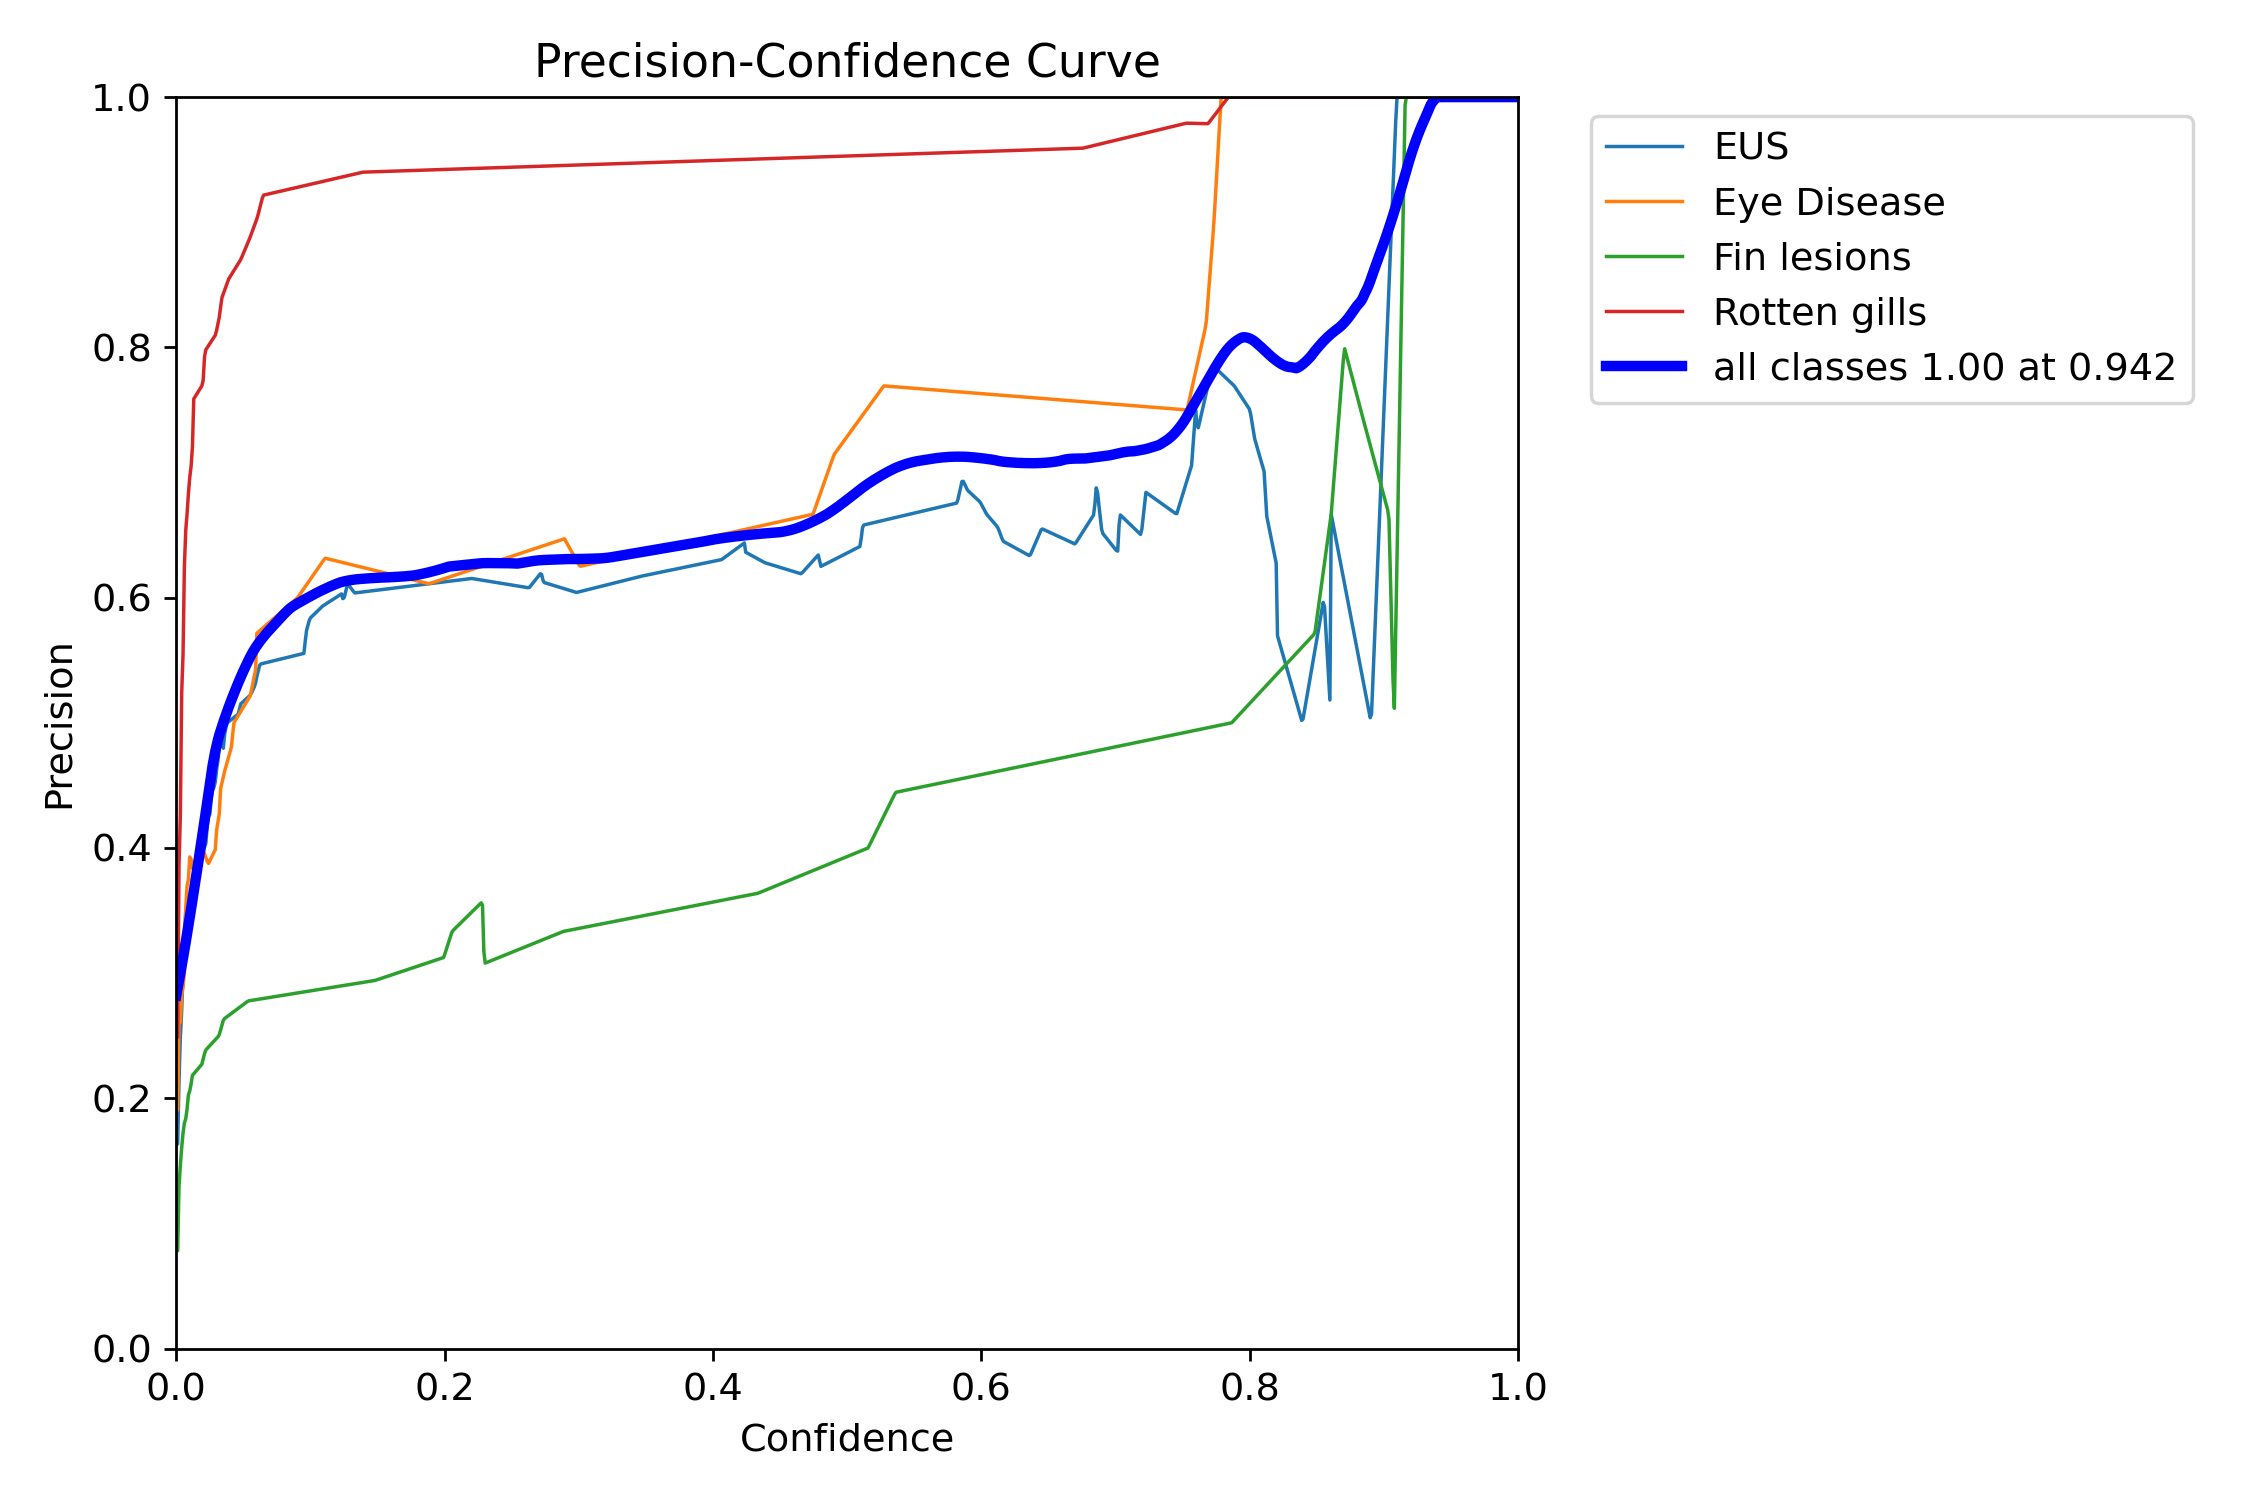 Precision-Confidence Curve
1.0
0.8
0.6
0.4
0.2
0.0
Precision
0.0 0.2 0.4 0.6 0.8 1.0
Confidence
EUS
Eye Disease
Fin lesions
Rotten gills
all classes 1.00 at 0.942